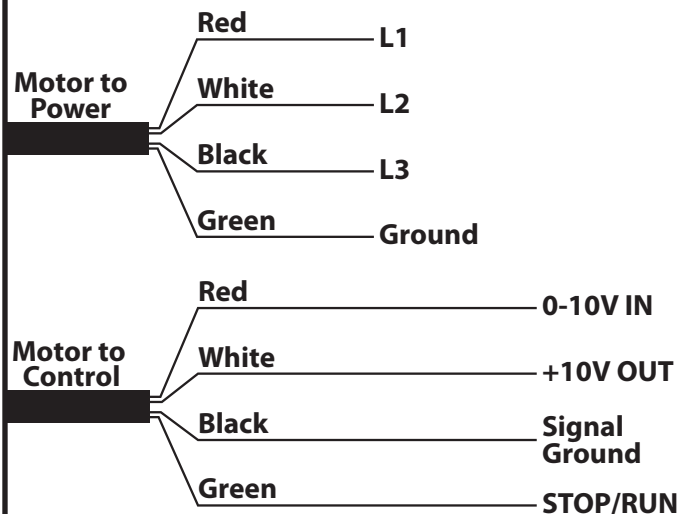 Red
L1
Motor to
Power
White
L2
Black
L3
Green
Ground
Red
0-10V IN
Motor to
Control
White
+10V OUT
Black
Signal
Ground
Green
STOP/RUN